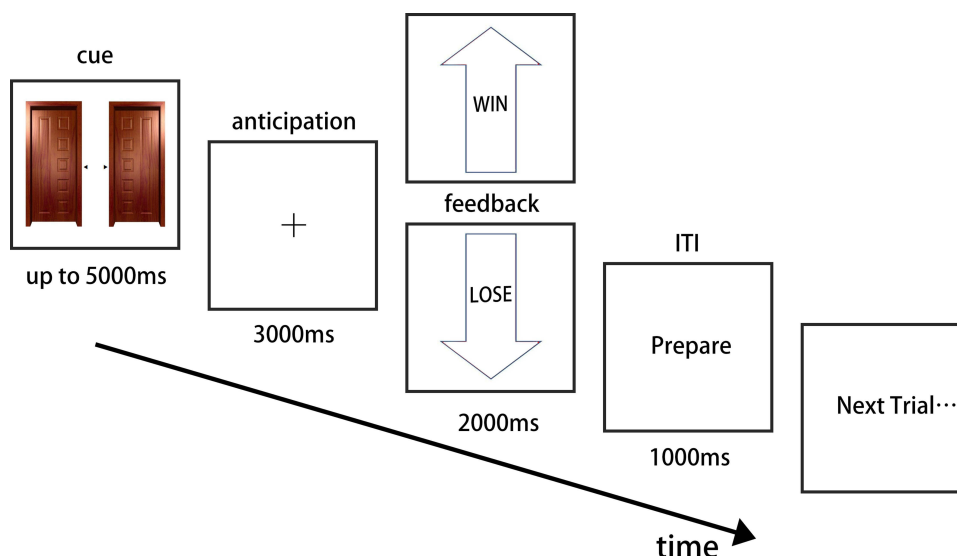 cue
up to 5000ms
anticipation
3000ms
WIN
feedback
LOSE
2000ms
ITI
Prepare
1000ms
Next Trial⋯
time